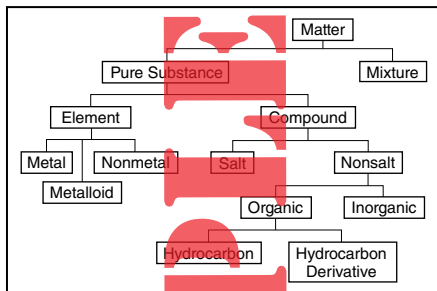 Matter
Pure Substance
Mixture
Element
Compound
Metal
Nonmetal
Salt
Nonsalt
Metalloid
Organic
Inorganic
Hydrocarbon
Hydrocarbon
Derivative